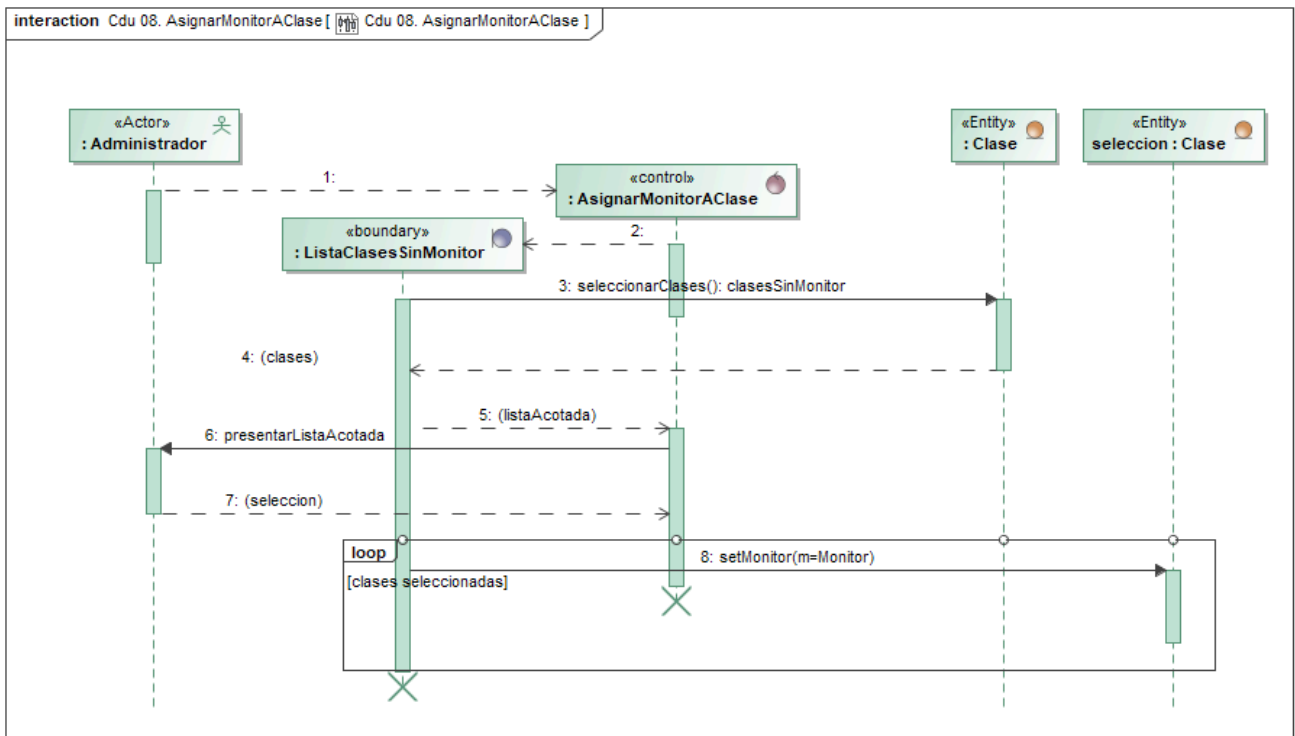 interaction Cdu 08. AsignarMonitorAClase [ Cdu 08. AsignarMonitorAClase ]
«Actor»
: Administrador
«Entity»
: Clase
«Entity»
seleccion : Clase
1:
«control»
: AsignarMonitorAClase
«boundary»
: ListaClasesSinMonitor
2:
3: seleccionarClases(): clasesSinMonitor
4: (clases)
5: (listaAcotada)
6: presentarListaAcotada
7: (seleccion)
loop
8: setMonitor(m=Monitor)
[clases seleccionadas]